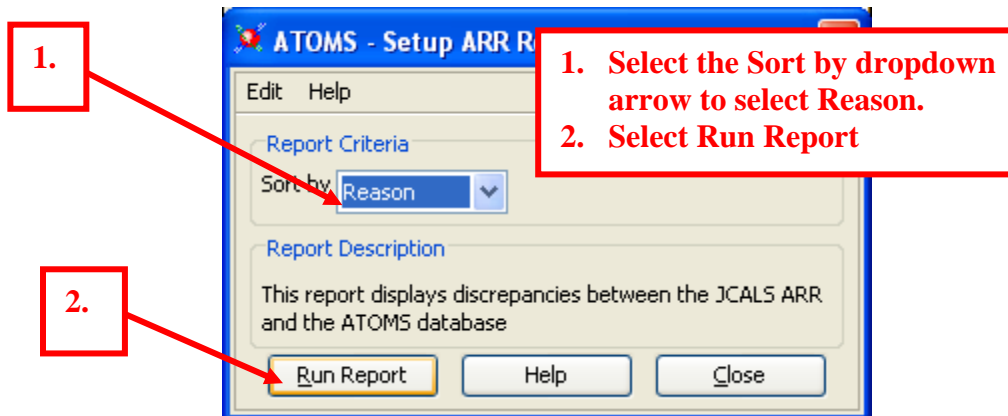 1.
ATOMS - Setup ARR
1. Select the Sort by dropdown
arrow to select Reason.
2. Select Run Report
Edit Help
Report Criteria
Sort by Reason
Report Description
This report displays discrepancies between the JCALS ARR
and the ATOMS database
2.
Run Report Help Close